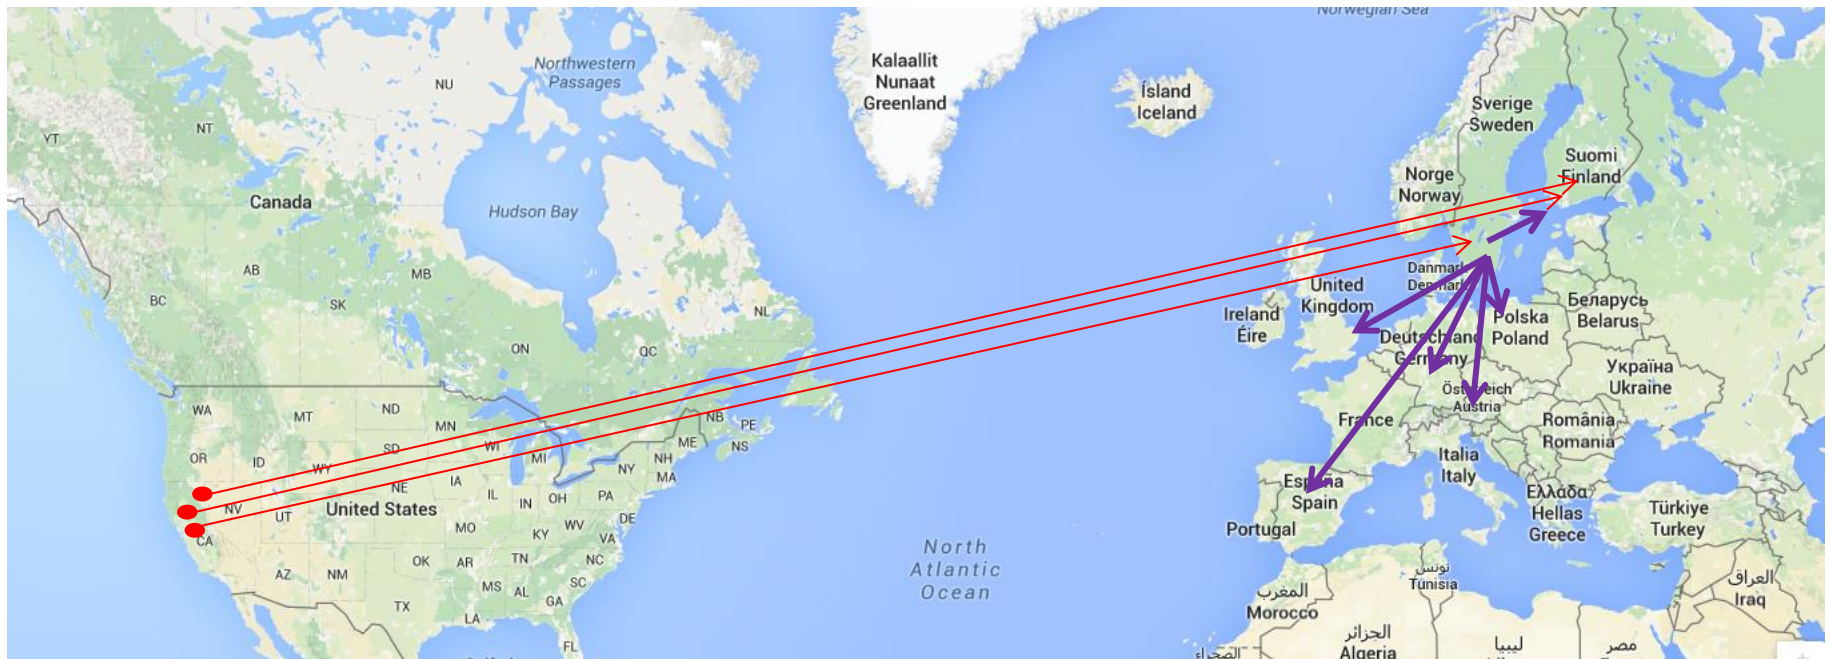 Norwegian Sea
Northwestern
Passages
NU
Kalaallit
Nunaat
Greenland
Ísland
Iceland
Sverige
Sweden
YT
NT
Suomi
Finland
Norge
Norway
Canada
Hudson Bay
AB
MB
BC
SK
NL
Danmark
Denmark
United
Kingdom
Ireland
Éire
Беларусь
Belarus
Polska
Poland
ON
QC
Deutschland
Germany
Україна
Ukraine
Österreich
Austria
WA
MT
ND
MN
NB
PE
NS
France
România
Romania
OR
ID
WY
SD
WI
MI
ME
NH
NY
MA
Italia
Italy
NV
UT
NE
IA
IL
IN
OH
PA
United States
España
Spain
Portugal
Ελλάδα
Hellas
Greece
Türkiye
Turkey
CA
MO
KY
WV
VA
DE
North
Atlantic
Ocean
AZ
NM
OK
AR
TN
NC
SC
MS
AL
GA
TX
LA
FL
تونس
Tunisia
المغرب
Morocco
العراق
Iraq
الجزائر
Algeria
ليبيا
مصر
الصحراء